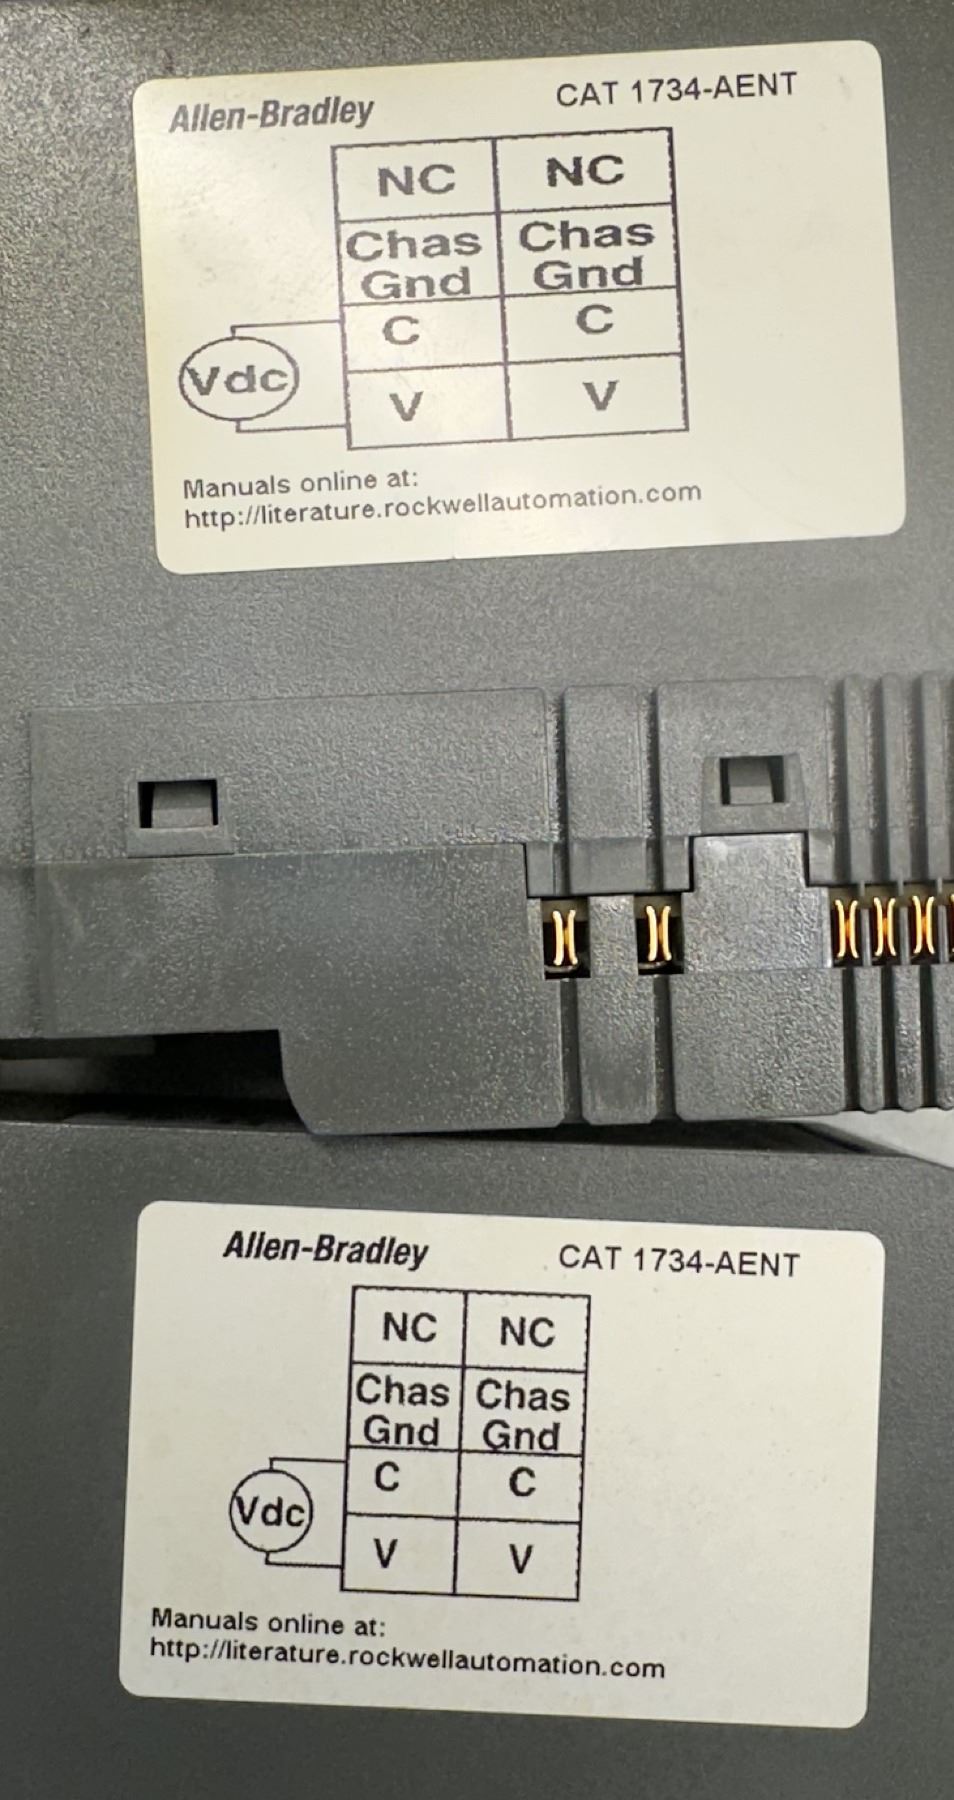 Allen-Bradley CAT 1734-AENT
NC NC
Chas Chas
Gnd Gnd
C C
Vdc
V V
Manuals online at:
http://literature.rockwellautomation.com
Allen-Bradley CAT 1734-AENT
NC NC
Chas Chas
Gnd Gnd
C C
Vdc
V V
Manuals online at:
http://literature.rockwellautomation.com